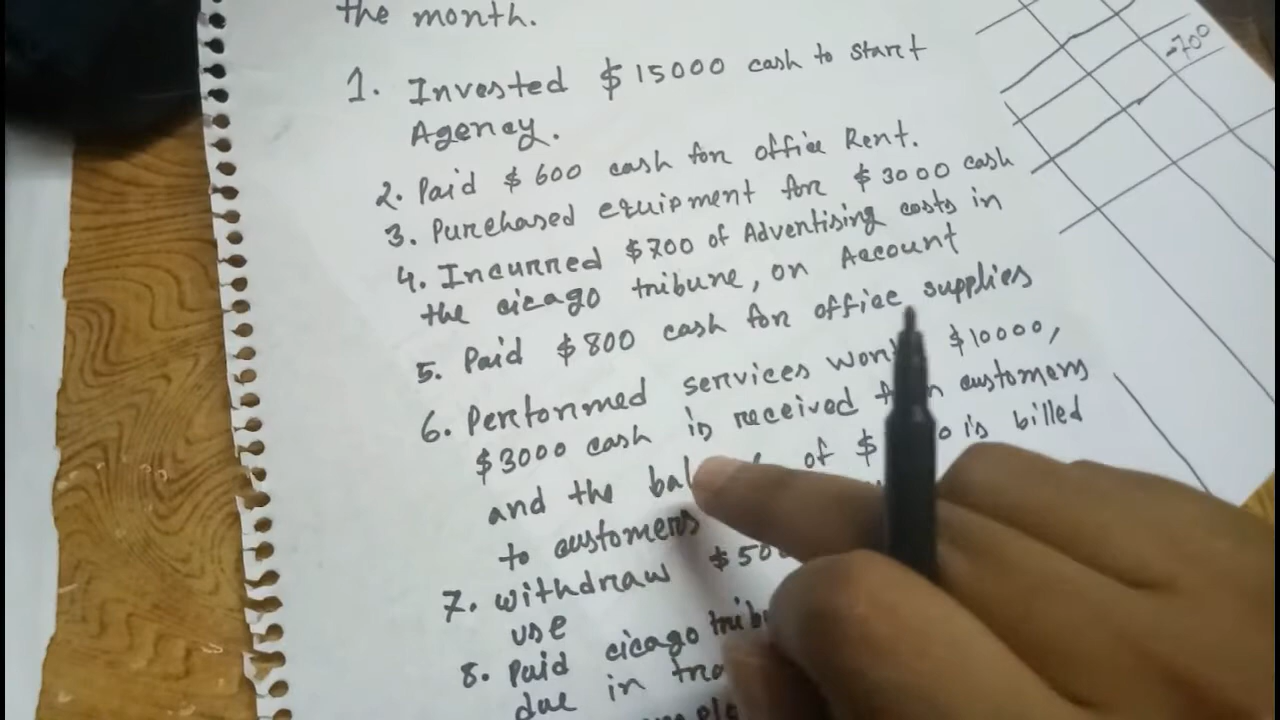 the month.
1. Invested $ 15000 cash to start
Agency.
2. Paid $ 600 cash for office Rent.
3. Purchased equipment for $ 3000 cash
4. Incurred $700 of Advertising costs in
the cicago tribune, on Account
5. Paid $800 cash for office supplies
6. Performed services $10000,
$3000 cash is received customers
and the of $ is billed
to customers
7. withdraw
use
8. Paid cicago
due in
-700